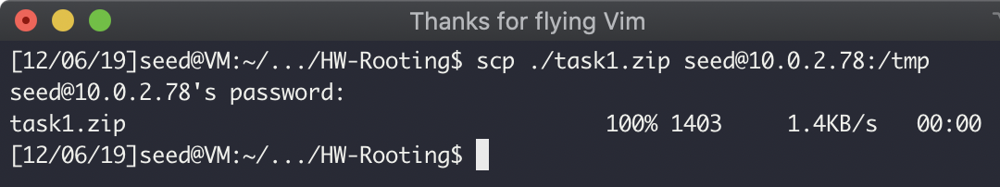 Thanks for flying Vim
[12/06/19]seed@VM:~/.../HW-Rooting$ scp ./task1.zip seed@10.0.2.78:/tmp
seed@10.0.2.78's password:
task1.zip 100% 1403 1.4KB/s 00:00
[12/06/19]seed@VM:~/.../HW-Rooting$